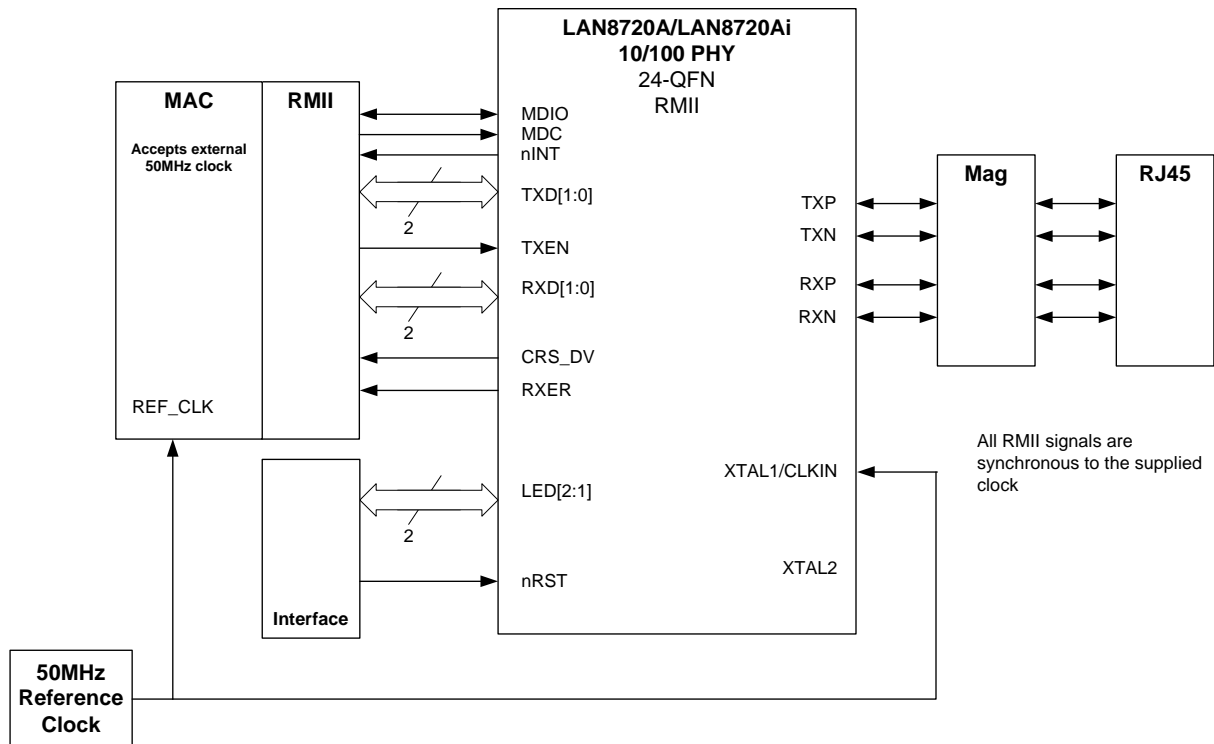 LAN8720A/LAN8720Ai
10/100 PHY
24-QFN
RMII
MAC
RMII
Accepts external
50MHz clock
REF_CLK
MDIO
MDC
nINT
TXD[1:0]
2
TXEN
RXD[1:0]
2
CRS_DV
RXER
LED[2:1]
2
nRST
Interface
TXP
TXN
RXP
RXN
XTAL1/CLKIN
XTAL2
Mag
RJ45
All RMII signals are
synchronous to the supplied
clock
50MHz
Reference
Clock